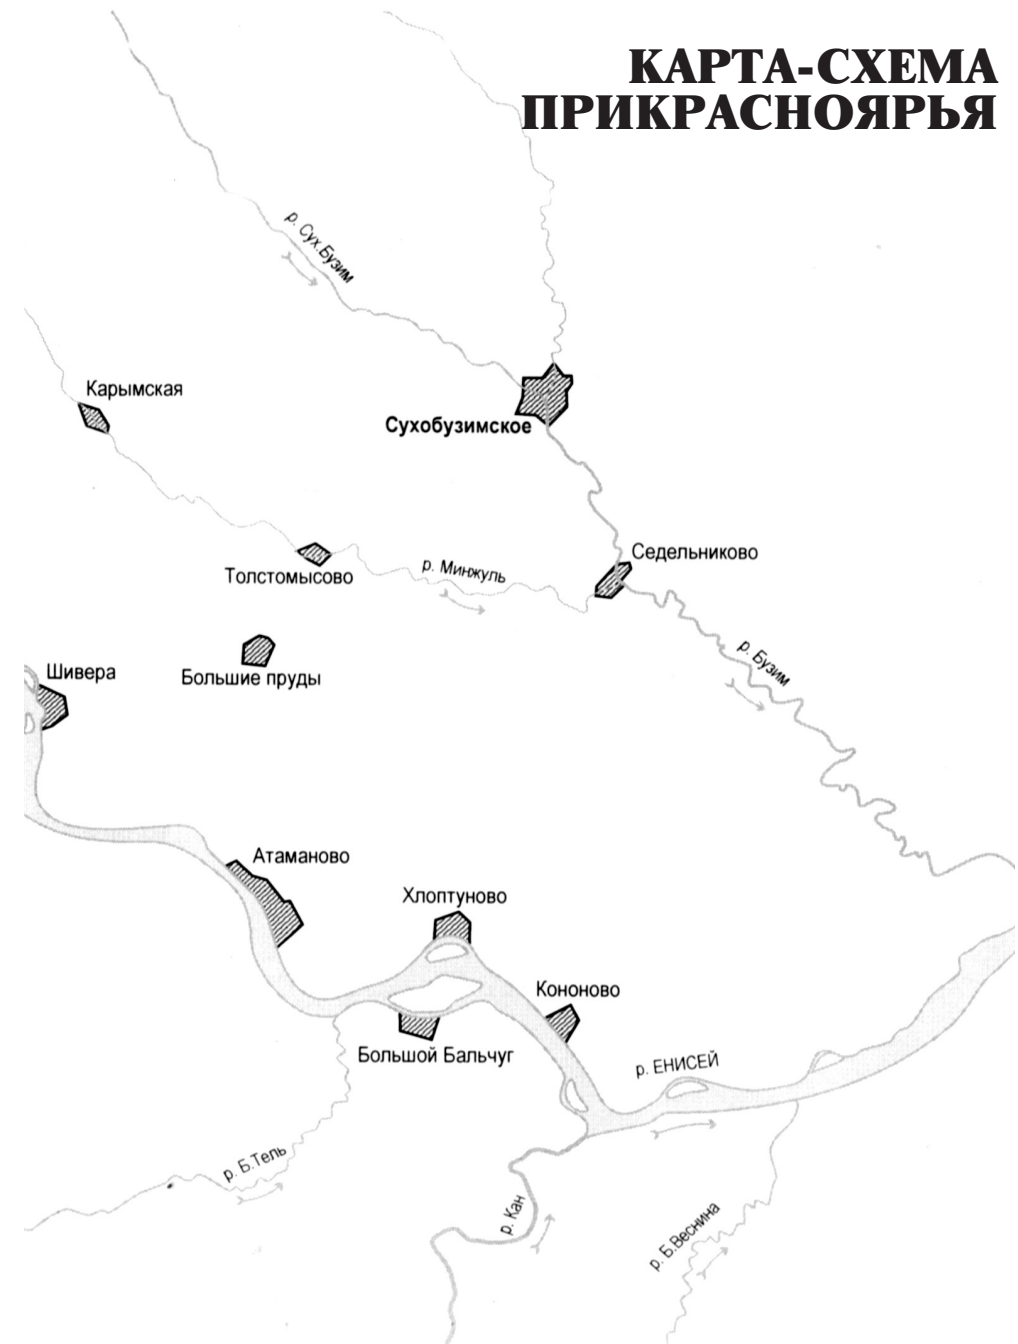 КАРТА-СХЕМА
ПРИКРАСНОЯРЬЯ
р. Сух.Бузим
Карымская
Сухобузимское
Седельниково
Толстомысово
р. Минжуль
р. Бузим
Шивера
Большие пруды
Атаманово
Хлоптуново
Кононово
Большой Бальчуг
р. ЕНИСЕЙ
р. Б.Тель
р. Кан
р. Б.Веснина